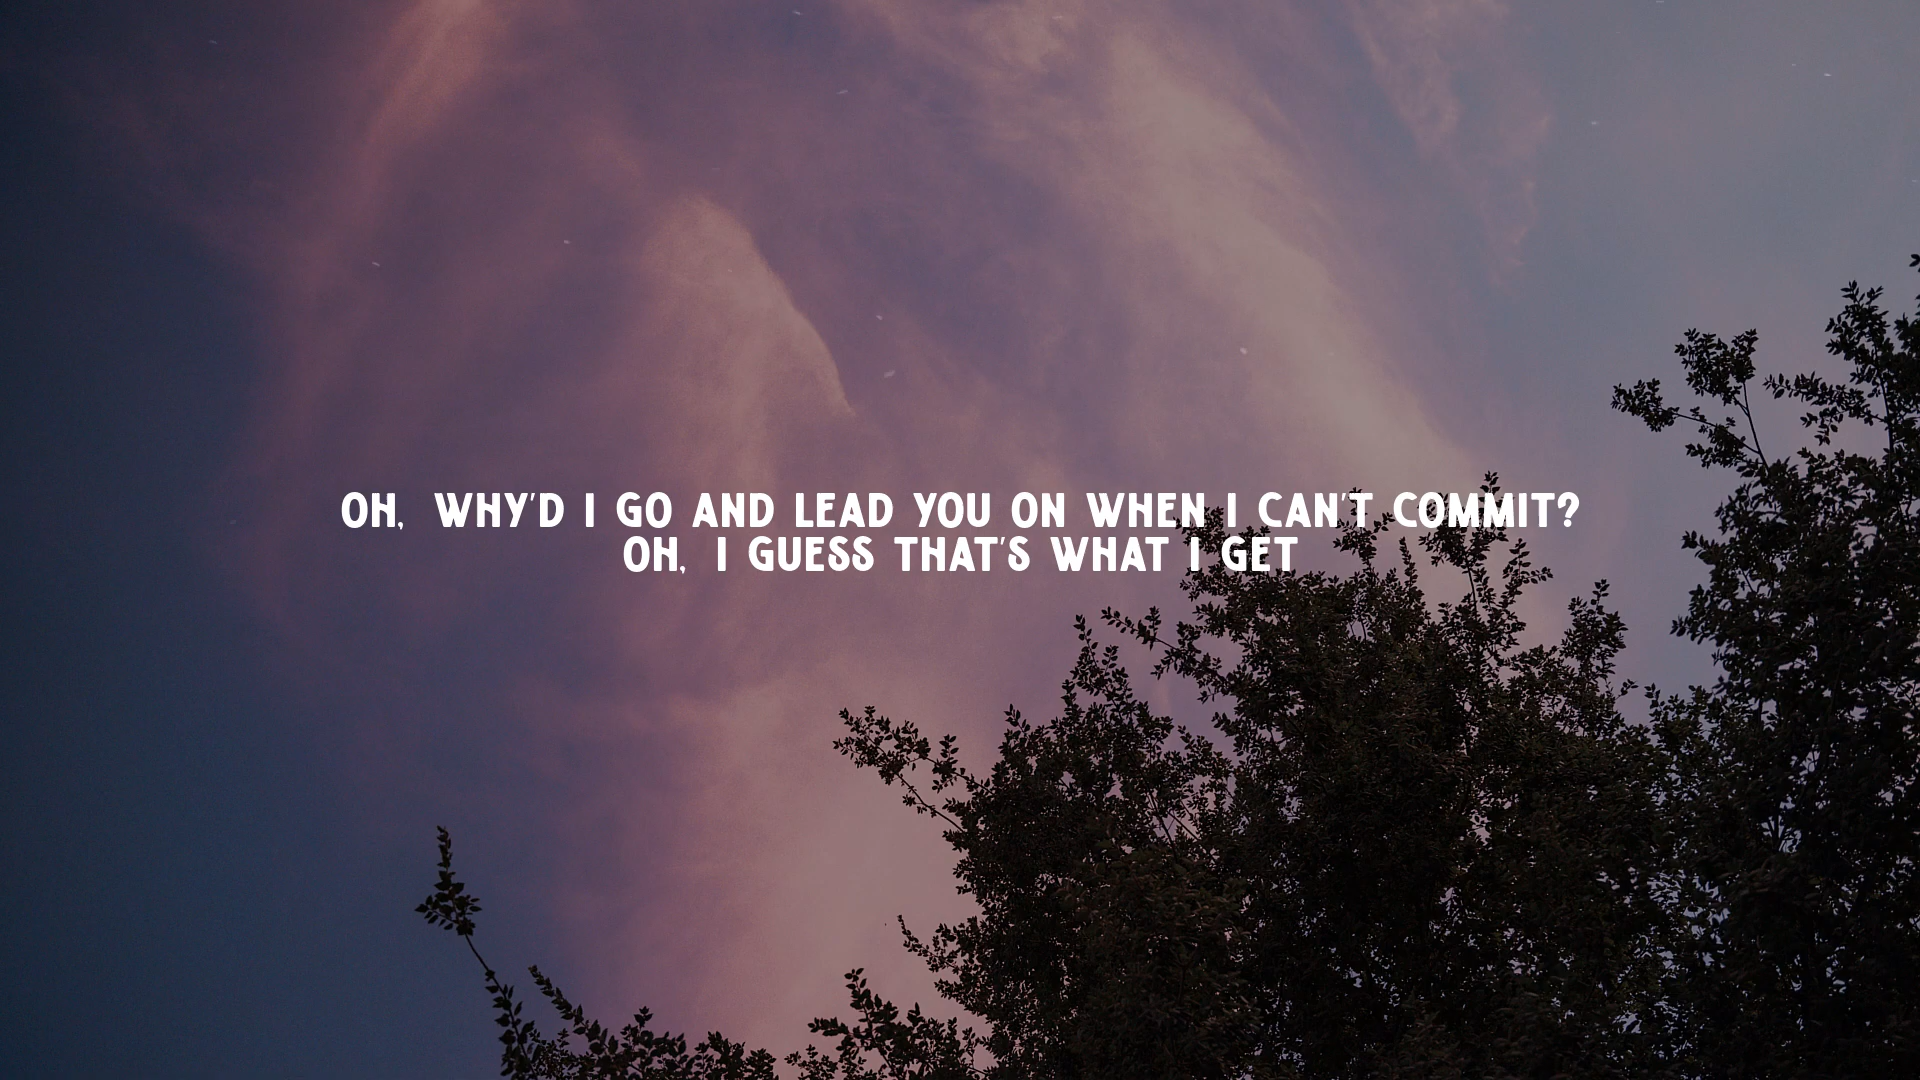 OH, WHY'D I GO AND LEAD YOU ON WHEN I CAN'T COMMIT?
OH, I GUESS THAT'S WHAT I GET